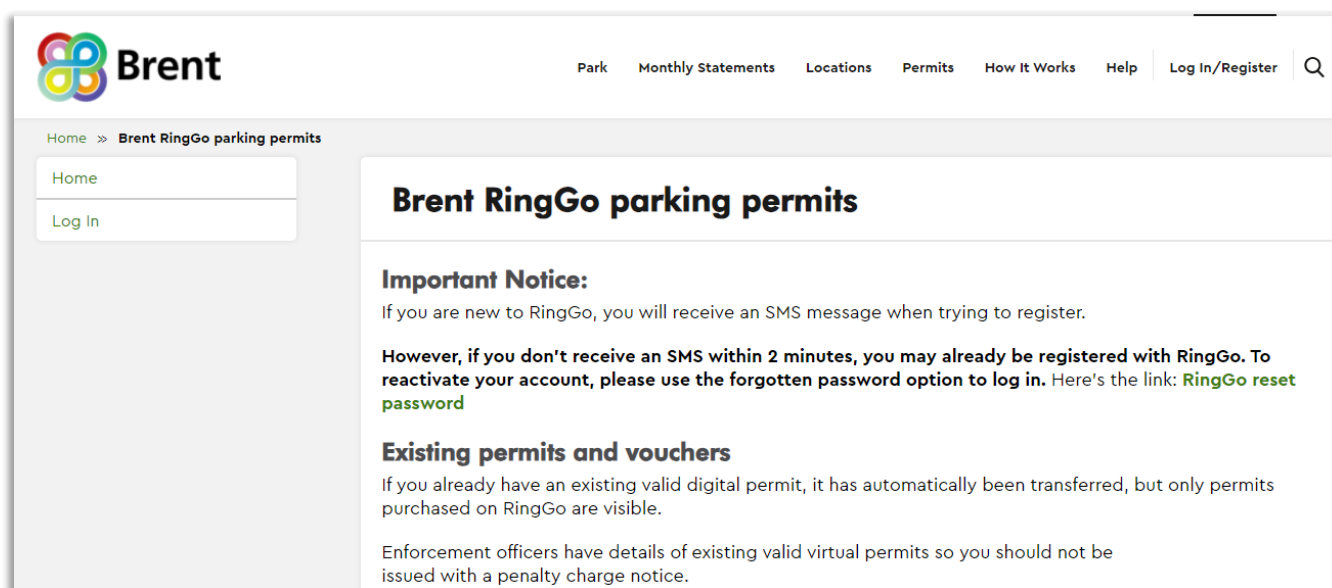 Brent
Park Monthly Statements Locations Permits How It Works Help Log In/Register
Home » Brent RingGo parking permits
Home
Log In
Brent RingGo parking permits
Important Notice:
If you are new to RingGo, you will receive an SMS message when trying to register.
However, if you don't receive an SMS within 2 minutes, you may already be registered with RingGo. To
reactivate your account, please use the forgotten password option to log in. Here's the link: RingGo reset
password
Existing permits and vouchers
If you already have an existing valid digital permit, it has automatically been transferred, but only permits
purchased on RingGo are visible.
Enforcement officers have details of existing valid virtual permits so you should not be
issued with a penalty charge notice.